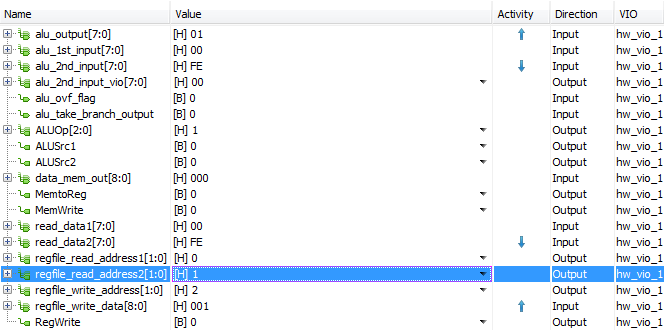 Name Value Activity Direction VIO
alu_output[7:0] [H] 01 Input hw_vio_1
alu_1st_input[7:0] [H] 00 Input hw_vio_1
alu_2nd_input[7:0] [H] FE Input hw_vio_1
alu_2nd_input_vio[7:0] [H] 00 Output hw_vio_1
alu_ovf_flag [B] 0 Input hw_vio_1
alu_take_branch_output [B] 0 Input hw_vio_1
ALUOp[2:0] [H] 1 Output hw_vio_1
ALUSrc1 [B] 0 Output hw_vio_1
ALUSrc2 [B] 0 Output hw_vio_1
data_mem_out[8:0] [H] 000 Input hw_vio_1
MemtoReg [B] 0 Output hw_vio_1
MemWrite [B] 0 Output hw_vio_1
read_data1[7:0] [H] 00 Input hw_vio_1
read_data2[7:0] [H] FE Input hw_vio_1
regfile_read_address1[1:0] [H] 0 Output hw_vio_1
regfile_read_address2[1:0] [H] 1 Output hw_vio_1
regfile_write_address[1:0] [H] 2 Output hw_vio_1
regfile_write_data[8:0] [H] 001 Input hw_vio_1
RegWrite [B] 0 Output hw_vio_1